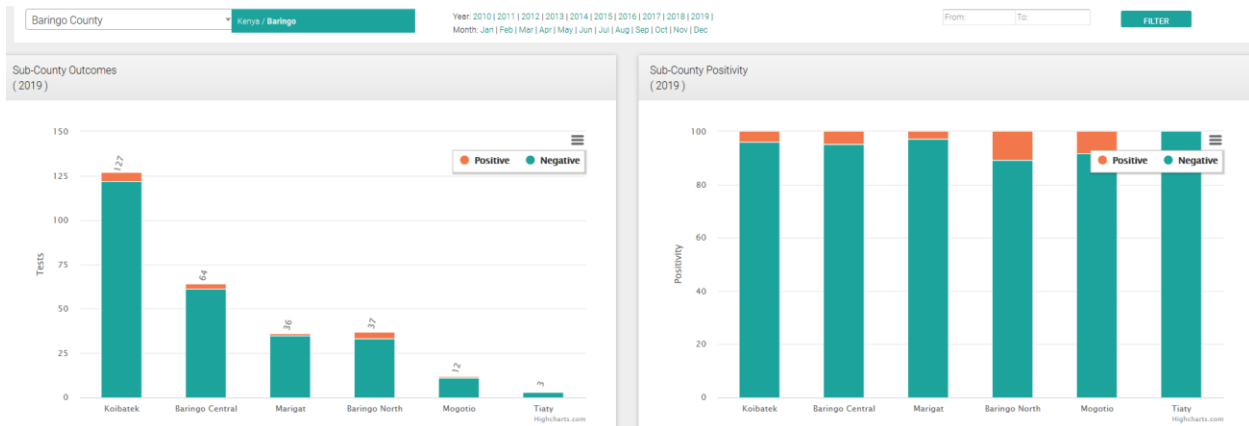 Baringo County
Kenya / Baringo
Year: 2010 | 2011 | 2012 | 2013 | 2014 | 2015 | 2016 | 2017 | 2018 | 2019 |
Month: Jan | Feb | Mar | Apr | May | Jun | Jul | Aug | Sep | Oct | Nov | Dec
From:
To:
FILTER
Sub-County Outcomes
( 2019 )
Positive
Negative
Tests
150
125
100
75
50
25
0
127
64
36
37
12
3
Koibatek
Baringo Central
Marigat
Baringo North
Mogotio
Tiaty
Highcharts.com
Sub-County Positivity
( 2019 )
Positive
Negative
Positivity
100
80
60
40
20
0
Koibatek
Baringo Central
Marigat
Baringo North
Mogotio
Tiaty
Highcharts.com